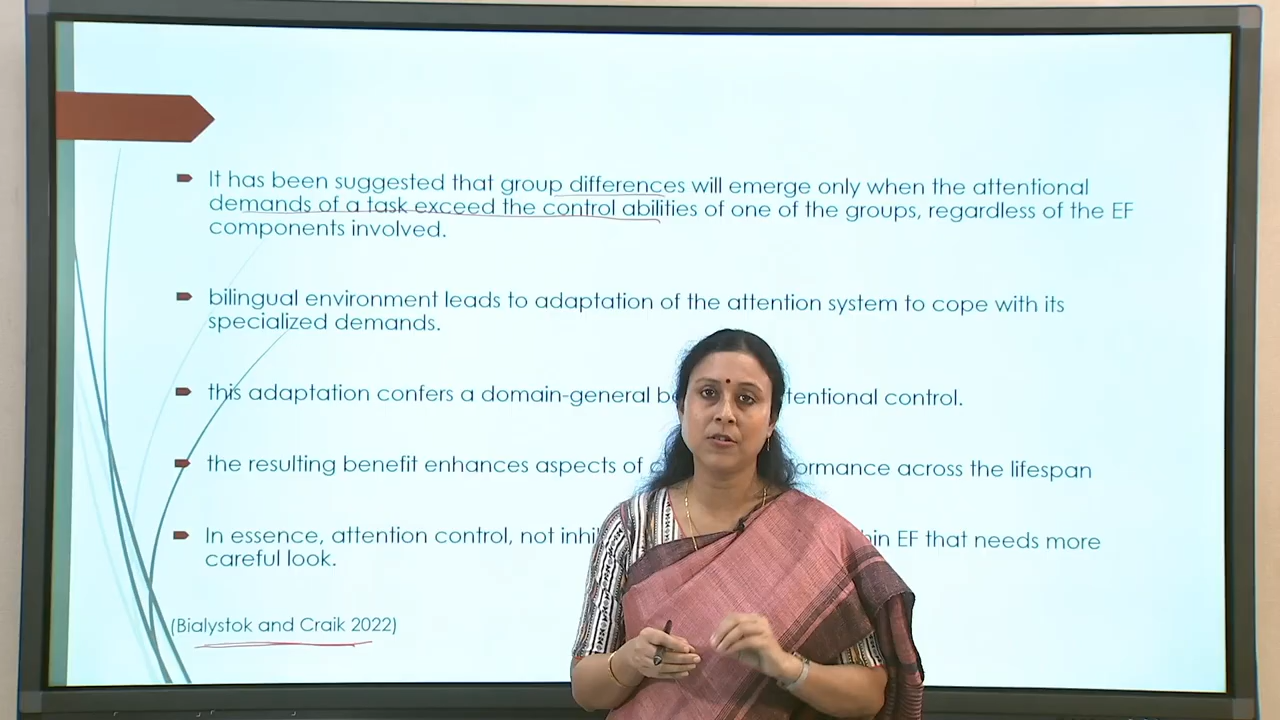 It has been suggested that group differences will emerge only when the attentional
demands of a task exceed the control abilities of one of the groups, regardless of the EF
components involved.
bilingual environment leads to adaptation of the attention system to cope with its
specialized demands.
this adaptation confers a domain-general tentional control.
the resulting benefit enhances aspects of ormance across the lifespan
In essence, attention control, not EF that needs more
careful look.
(Bialystok and Craik 2022)